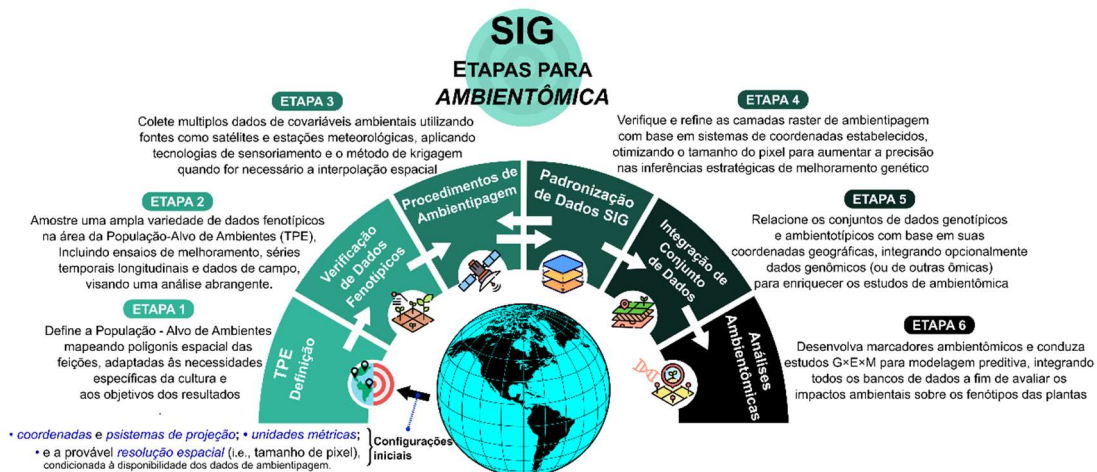 SIG
ETAPAS PARA
AMBIENTÔMICA
ETAPA 3
Colete multiplos dados de covariáveis ambientais utilizando
fontes como satélites e estações meteorológicas, aplicando
tecnologias de sensoriamento e o método de krigagem
quando for necessário a interpolação espacial
ETAPA 4
Verifique e refine as camadas raster de ambientipagem
com base em sistemas de coordenadas estabelecidos,
otimizando o tamanho do pixel para aumentar a precisão
nas inferências estratégicas de melhoramento genético
ETAPA 2
Amostre uma ampla variedade de dados fenotípicos
na área da População-Alvo de Ambientes (TPE),
Incluindo ensaios de melhoramento, séries
temporais longitudinais e dados de campo,
visando uma análise abrangente.
ETAPA 5
Relacione os conjuntos de dados genotípicos
e ambientotípicos com base em suas
coordenadas geográficas, integrando opcionalmente
dados genômicos (ou de outras ômicas)
para enriquecer os estudos de ambientômica
ETAPA 1
Define a População - Alvo de Ambientes
mapeando poligonis espacial das
feições, adaptadas âs necessidades
específicas da cultura e
aos objetivos dos resultados
.
ETAPA 6
Desenvolva marcadores ambientômicos e conduza
estudos G×E×M para modelagem preditiva, integrando
todos os bancos de dados a fim de avaliar os
impactos ambientais sobre os fenótipos das plantas
TPE
Definição
Verificação
de Dados
Fenotípicos
Procedimentos de
Ambientipagem
Padronização
de Dados SIG
Integração de
Conjunto
de Dados
Análises
Ambientômicas
• coordenadas e psistemas de projeção; • unidades métricas;
• e a provável resolução espacial (i.e., tamanho de pixel),
condicionada à disponibilidade dos dados de ambientipagem.
Configurações
iniciais